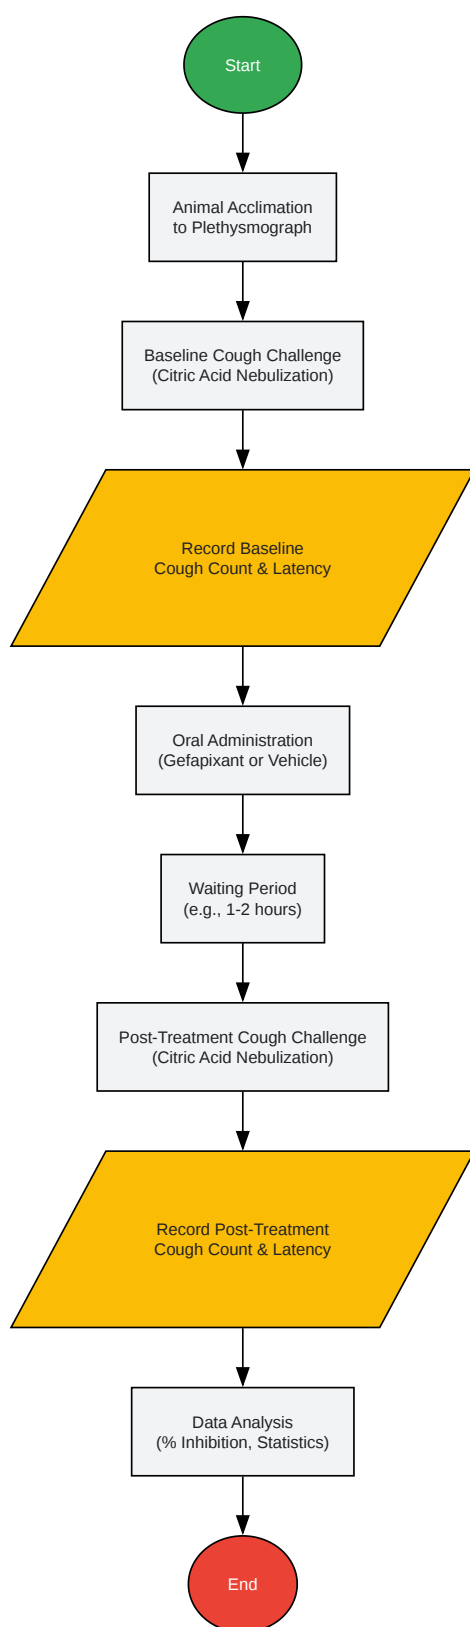 Start
Animal Acclimation
to Plethysmograph
Baseline Cough Challenge
(Citric Acid Nebulization)
Record Baseline
Cough Count & Latency
Oral Administration
(Gefapixant or Vehicle)
Waiting Period
(e.g., 1-2 hours)
Post-Treatment Cough Challenge
(Citric Acid Nebulization)
Record Post-Treatment
Cough Count & Latency
Data Analysis
(% Inhibition, Statistics)
End